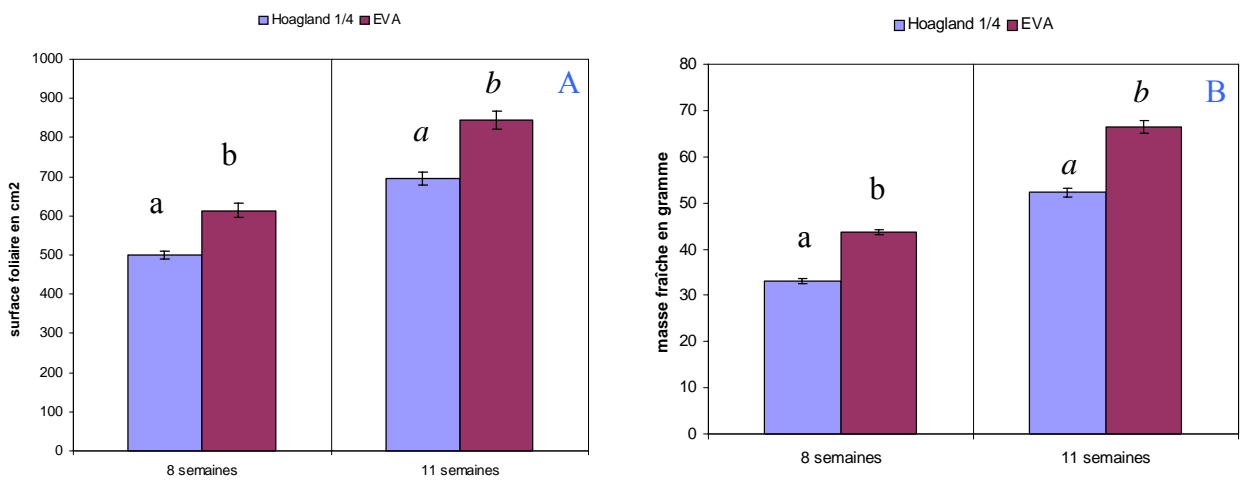 Hoagland 1/4 EVA
A
surface foliaire en cm2
1000
900
800
700
600
500
400
300
200
100
0
a
b
a
b
8 semaines
11 semaines
Hoagland 1/4 EVA
B
masse fraîche en gramme
80
70
60
50
40
30
20
10
0
a
b
a
b
8 semaines
11 semaines